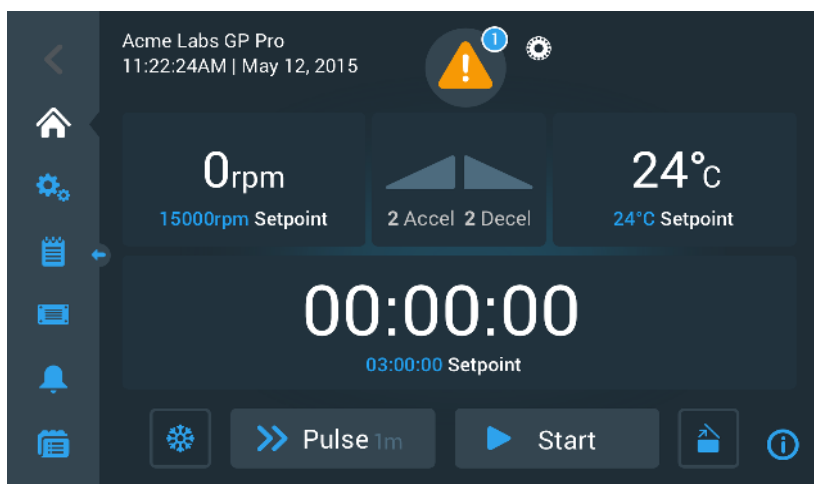 Acme Labs GP Pro
11:22:24AM | May 12, 2015
1
0rpm
15000rpm Setpoint
2 Accel 2 Decel
24°C
24°C Setpoint
00:00:00
03:00:00 Setpoint
Pulse 1m
Start